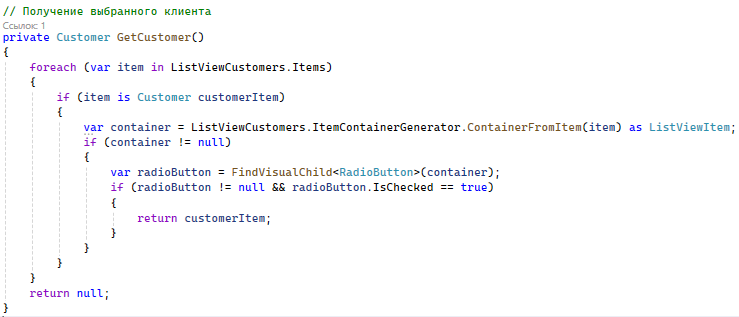 // Получение выбранного клиента
Ссылок: 1
private Customer GetCustomer()
{
    foreach (var item in ListViewCustomers.Items)
    {
        if (item is Customer customerItem)
        {
            var container = ListViewCustomers.ItemContainerGenerator.ContainerFromItem(item) as ListViewItem;
            if (container != null)
            {
                var radioButton = FindVisualChild<RadioButton>(container);
                if (radioButton != null && radioButton.IsChecked == true)
                {
                    return customerItem;
                }
            }
        }
    }
    return null;
}